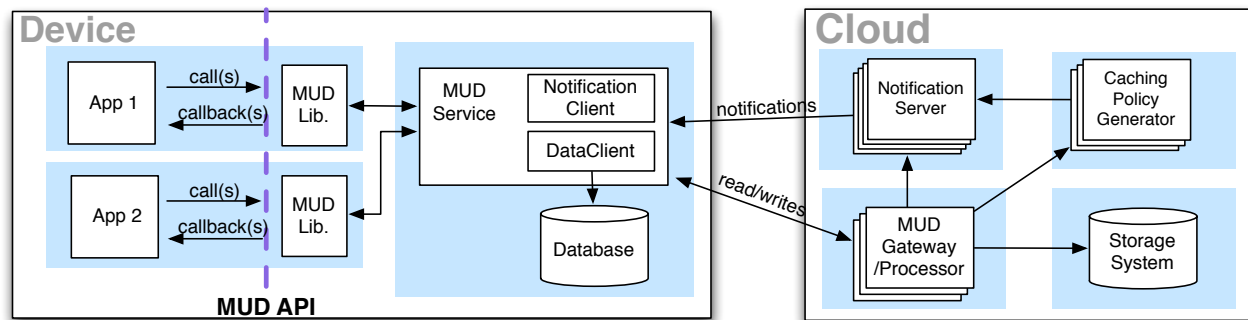 Device
App 1
call(s)
callback(s)
MUD
Lib.
App 2
call(s)
callback(s)
MUD
Lib.
MUD API
MUD
Service
Notification
Client
DataClient
Database
notifications
read/writes
Cloud
Notification
Server
Caching
Policy
Generator
MUD
Gateway
/Processor
Storage
System